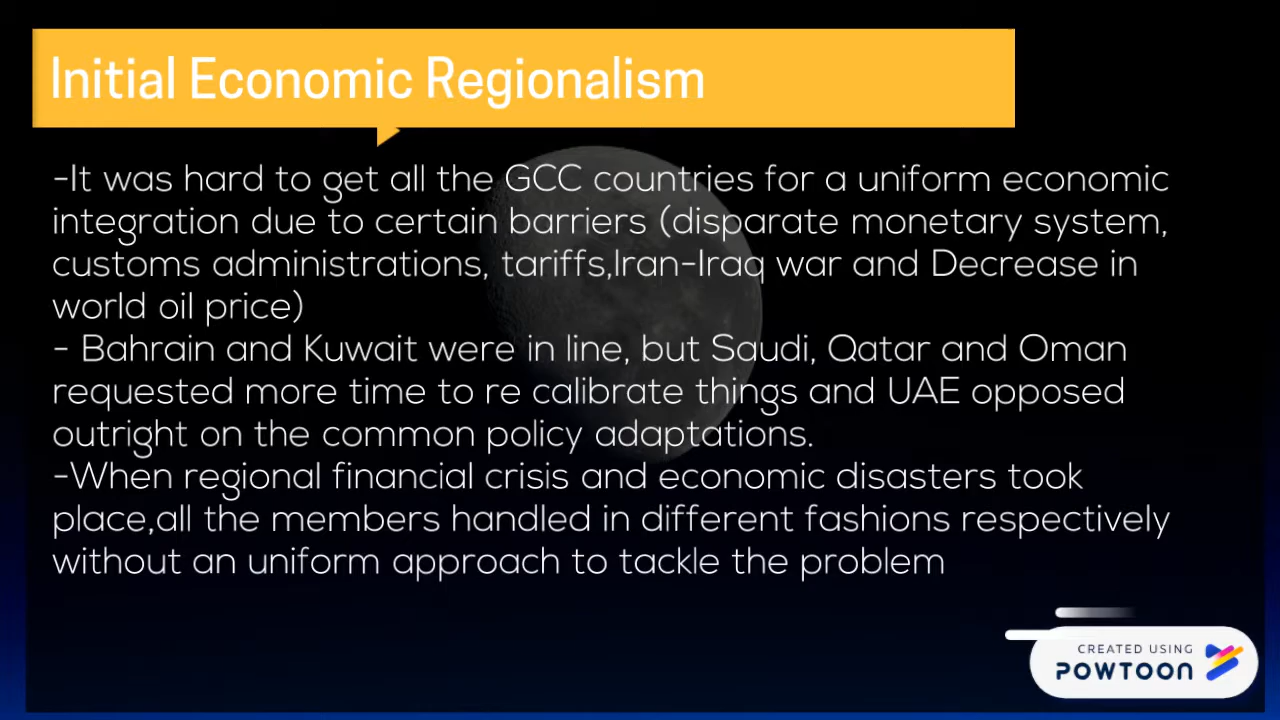 Initial Economic Regionalism
-It was hard to get all the GCC countries for a uniform economic
integration due to certain barriers (disparate monetary system,
customs administrations, tariffs,Iran-Iraq war and Decrease in
world oil price)
- Bahrain and Kuwait were in line, but Saudi, Qatar and Oman
requested more time to re calibrate things and UAE opposed
outright on the common policy adaptations.
-When regional financial crisis and economic disasters took
place,all the members handled in different fashions respectively
without an uniform approach to tackle the problem
CREATED USING
POWTOON